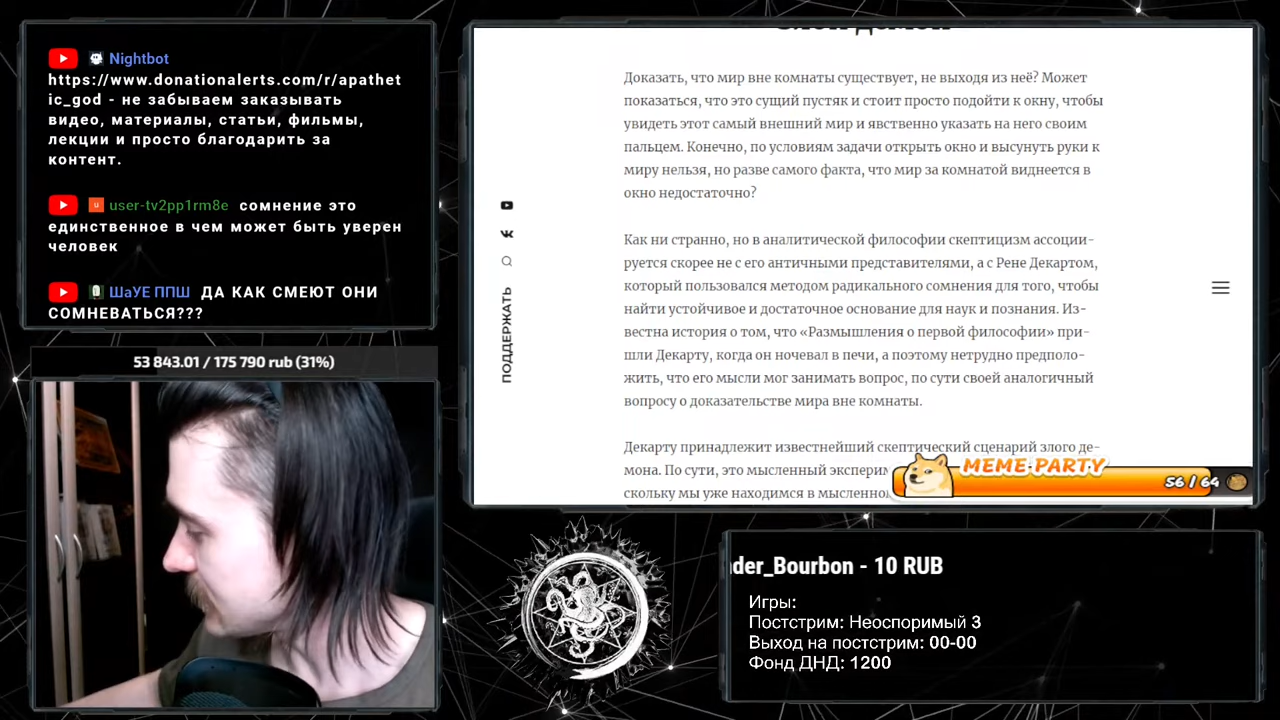 Nightbot
https://www.donationalerts.com/r/apathet
ic_god - не забываем заказывать
видео, материалы, статьи, фильмы,
лекции и просто благодарить за
контент.
user-tv2pp1rm8e сомнение это
единственное в чем может быть уверен
человек
ШаУЕ ППШ ДА КАК СМЕЮТ ОНИ
СОМНЕВАТЬСЯ???
53 843.01 / 175 790 rub (31%)
ПОДДЕРЖАТЬ
Доказать, что мир вне комнаты существует, не выходя из неё? Может
показаться, что это сущий пустяк и стоит просто подойти к окну, чтобы
увидеть этот самый внешний мир и явственно указать на него своим
пальцем. Конечно, по условиям задачи открыть окно и высунуть руки к
миру нельзя, но разве самого факта, что мир за комнатой виднеется в
окно недостаточно?
Как ни странно, но в аналитической философии скептицизм ассоции-
руется скорее не с его античными представителями, а с Рене Декартом,
который пользовался методом радикального сомнения для того, чтобы
найти устойчивое и достаточное основание для наук и познания. Из-
вестна история о том, что «Размышления о первой философии» при-
шли Декарту, когда он ночевал в печи, а поэтому нетрудно предполо-
жить, что его мысли мог занимать вопрос, по сути своей аналогичный
вопросу о доказательстве мира вне комнаты.
Декарту принадлежит известнейший скептический сценарий злого де-
мона. По сути, это мысленный
скольку мы уже находимся в
MEME PARTY
56 / 64
der_Bourbon - 10 RUB
Игры:
Постстрим: Неоспоримый 3
Выход на постстрим: 00-00
Фонд ДНД: 1200